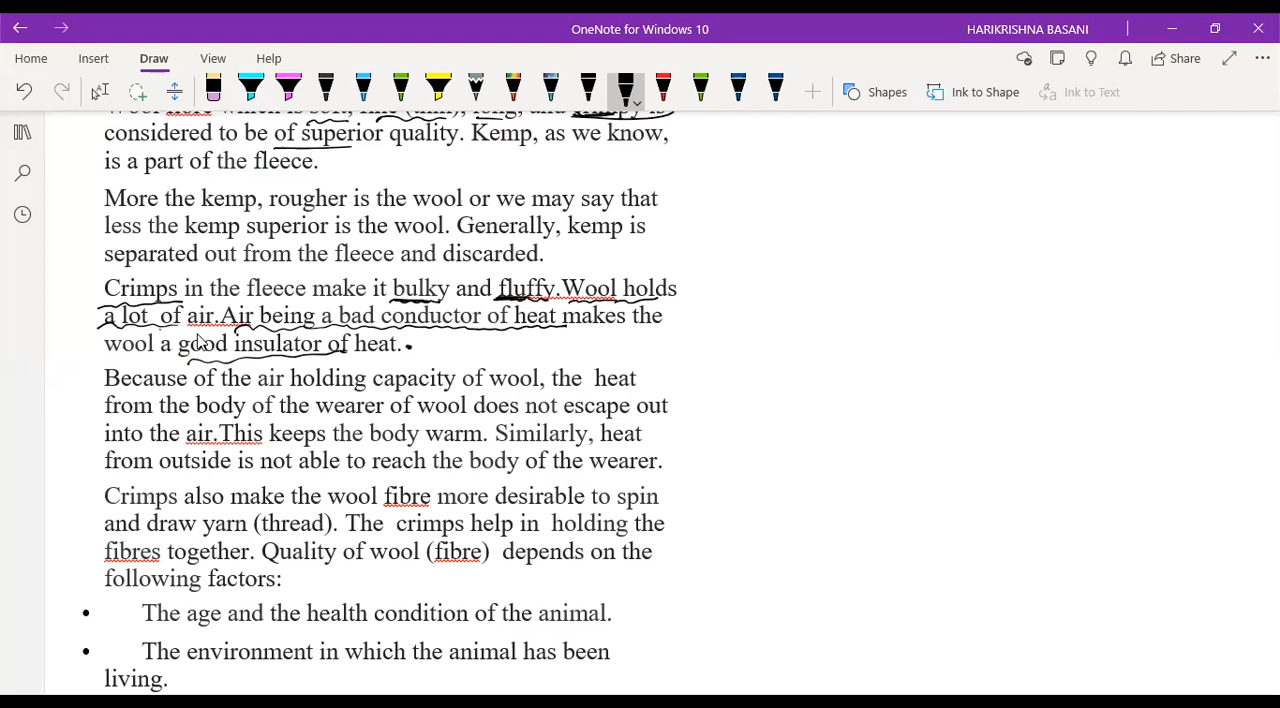 OneNote for Windows 10
HARIKRISHNA BASANI
Home Insert Draw View Help
Share
Shapes Ink to Shape Ink to Text
considered to be of superior quality. Kemp, as we know,
is a part of the fleece.
More the kemp, rougher is the wool or we may say that
less the kemp superior is the wool. Generally, kemp is
separated out from the fleece and discarded.
Crimps in the fleece make it bulky and fluffy.Wool holds
a lot of air.Air being a bad conductor of heat makes the
wool a good insulator of heat.
Because of the air holding capacity of wool, the heat
from the body of the wearer of wool does not escape out
into the air.This keeps the body warm. Similarly, heat
from outside is not able to reach the body of the wearer.
Crimps also make the wool fibre more desirable to spin
and draw yarn (thread). The crimps help in holding the
fibres together. Quality of wool (fibre) depends on the
following factors:
• The age and the health condition of the animal.
• The environment in which the animal has been
living.